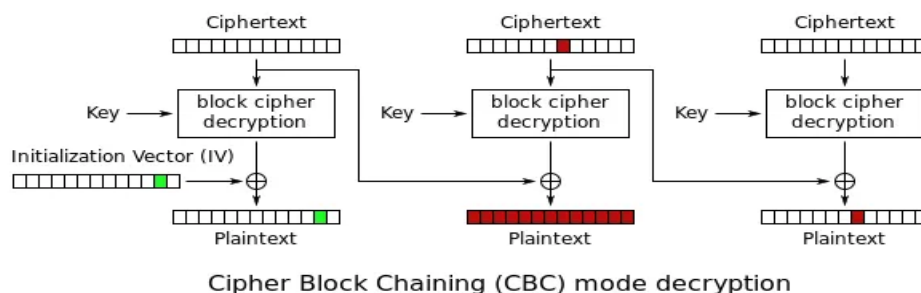 Ciphertext Ciphertext Ciphertext
Key block cipher decryption Key block cipher decryption Key block cipher decryption
Initialization Vector (IV)
Plaintext Plaintext Plaintext
Cipher Block Chaining (CBC) mode decryption